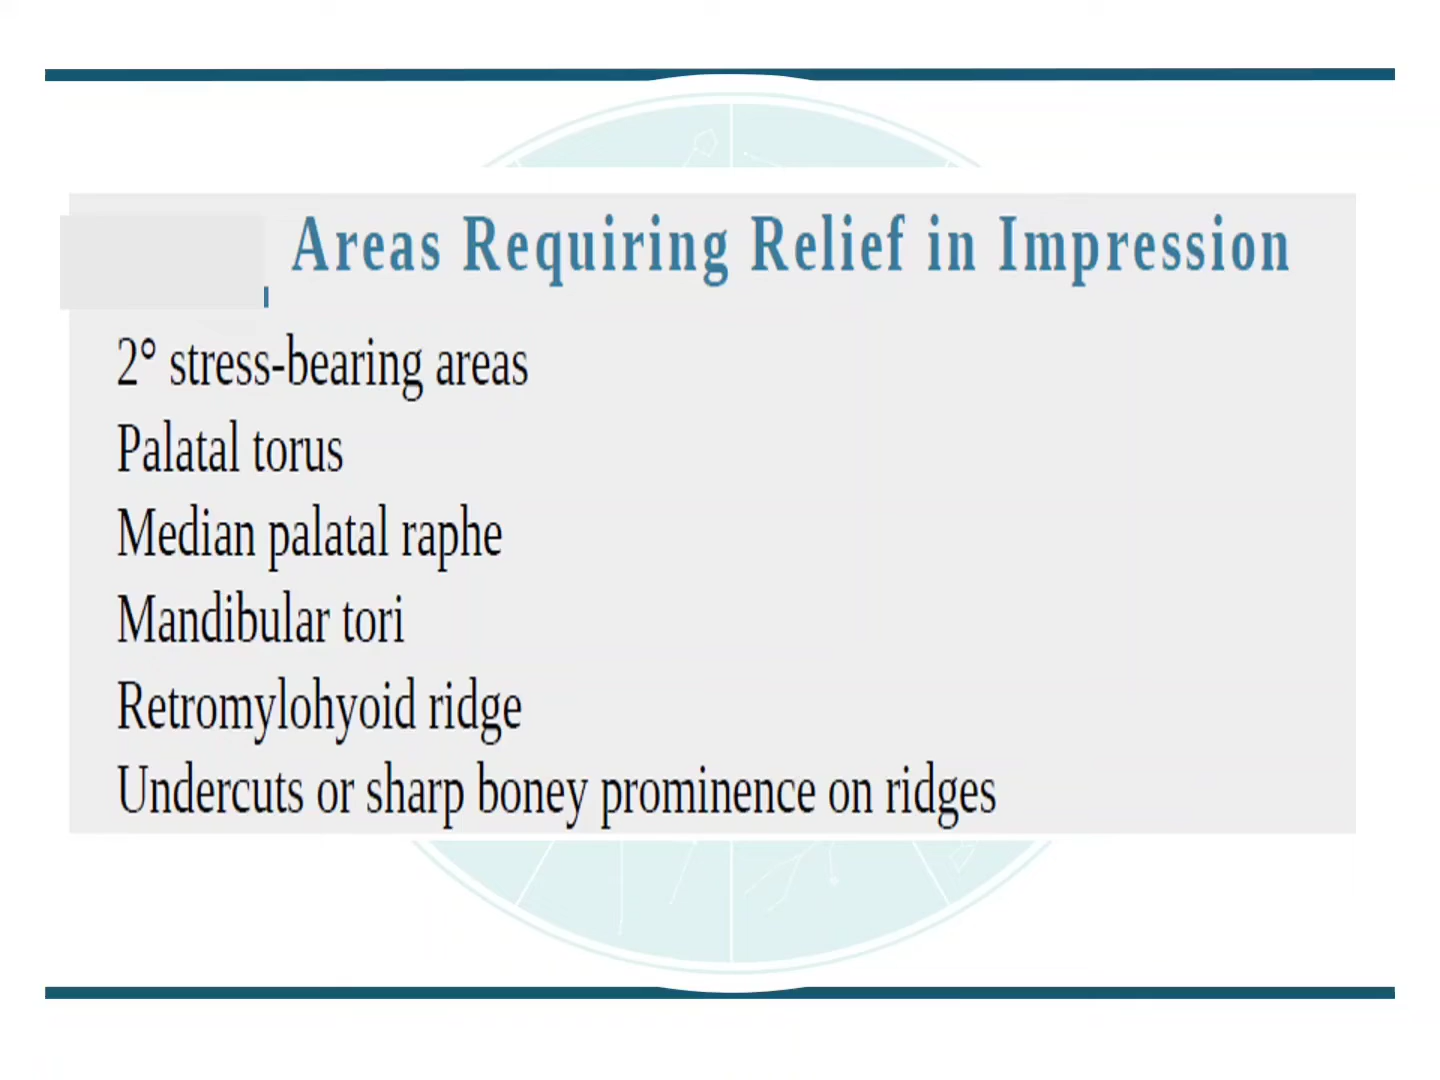 Areas Requiring Relief in Impression
2° stress-bearing areas
Palatal torus
Median palatal raphe
Mandibular tori
Retromylohyoid ridge
Undercuts or sharp boney prominence on ridges